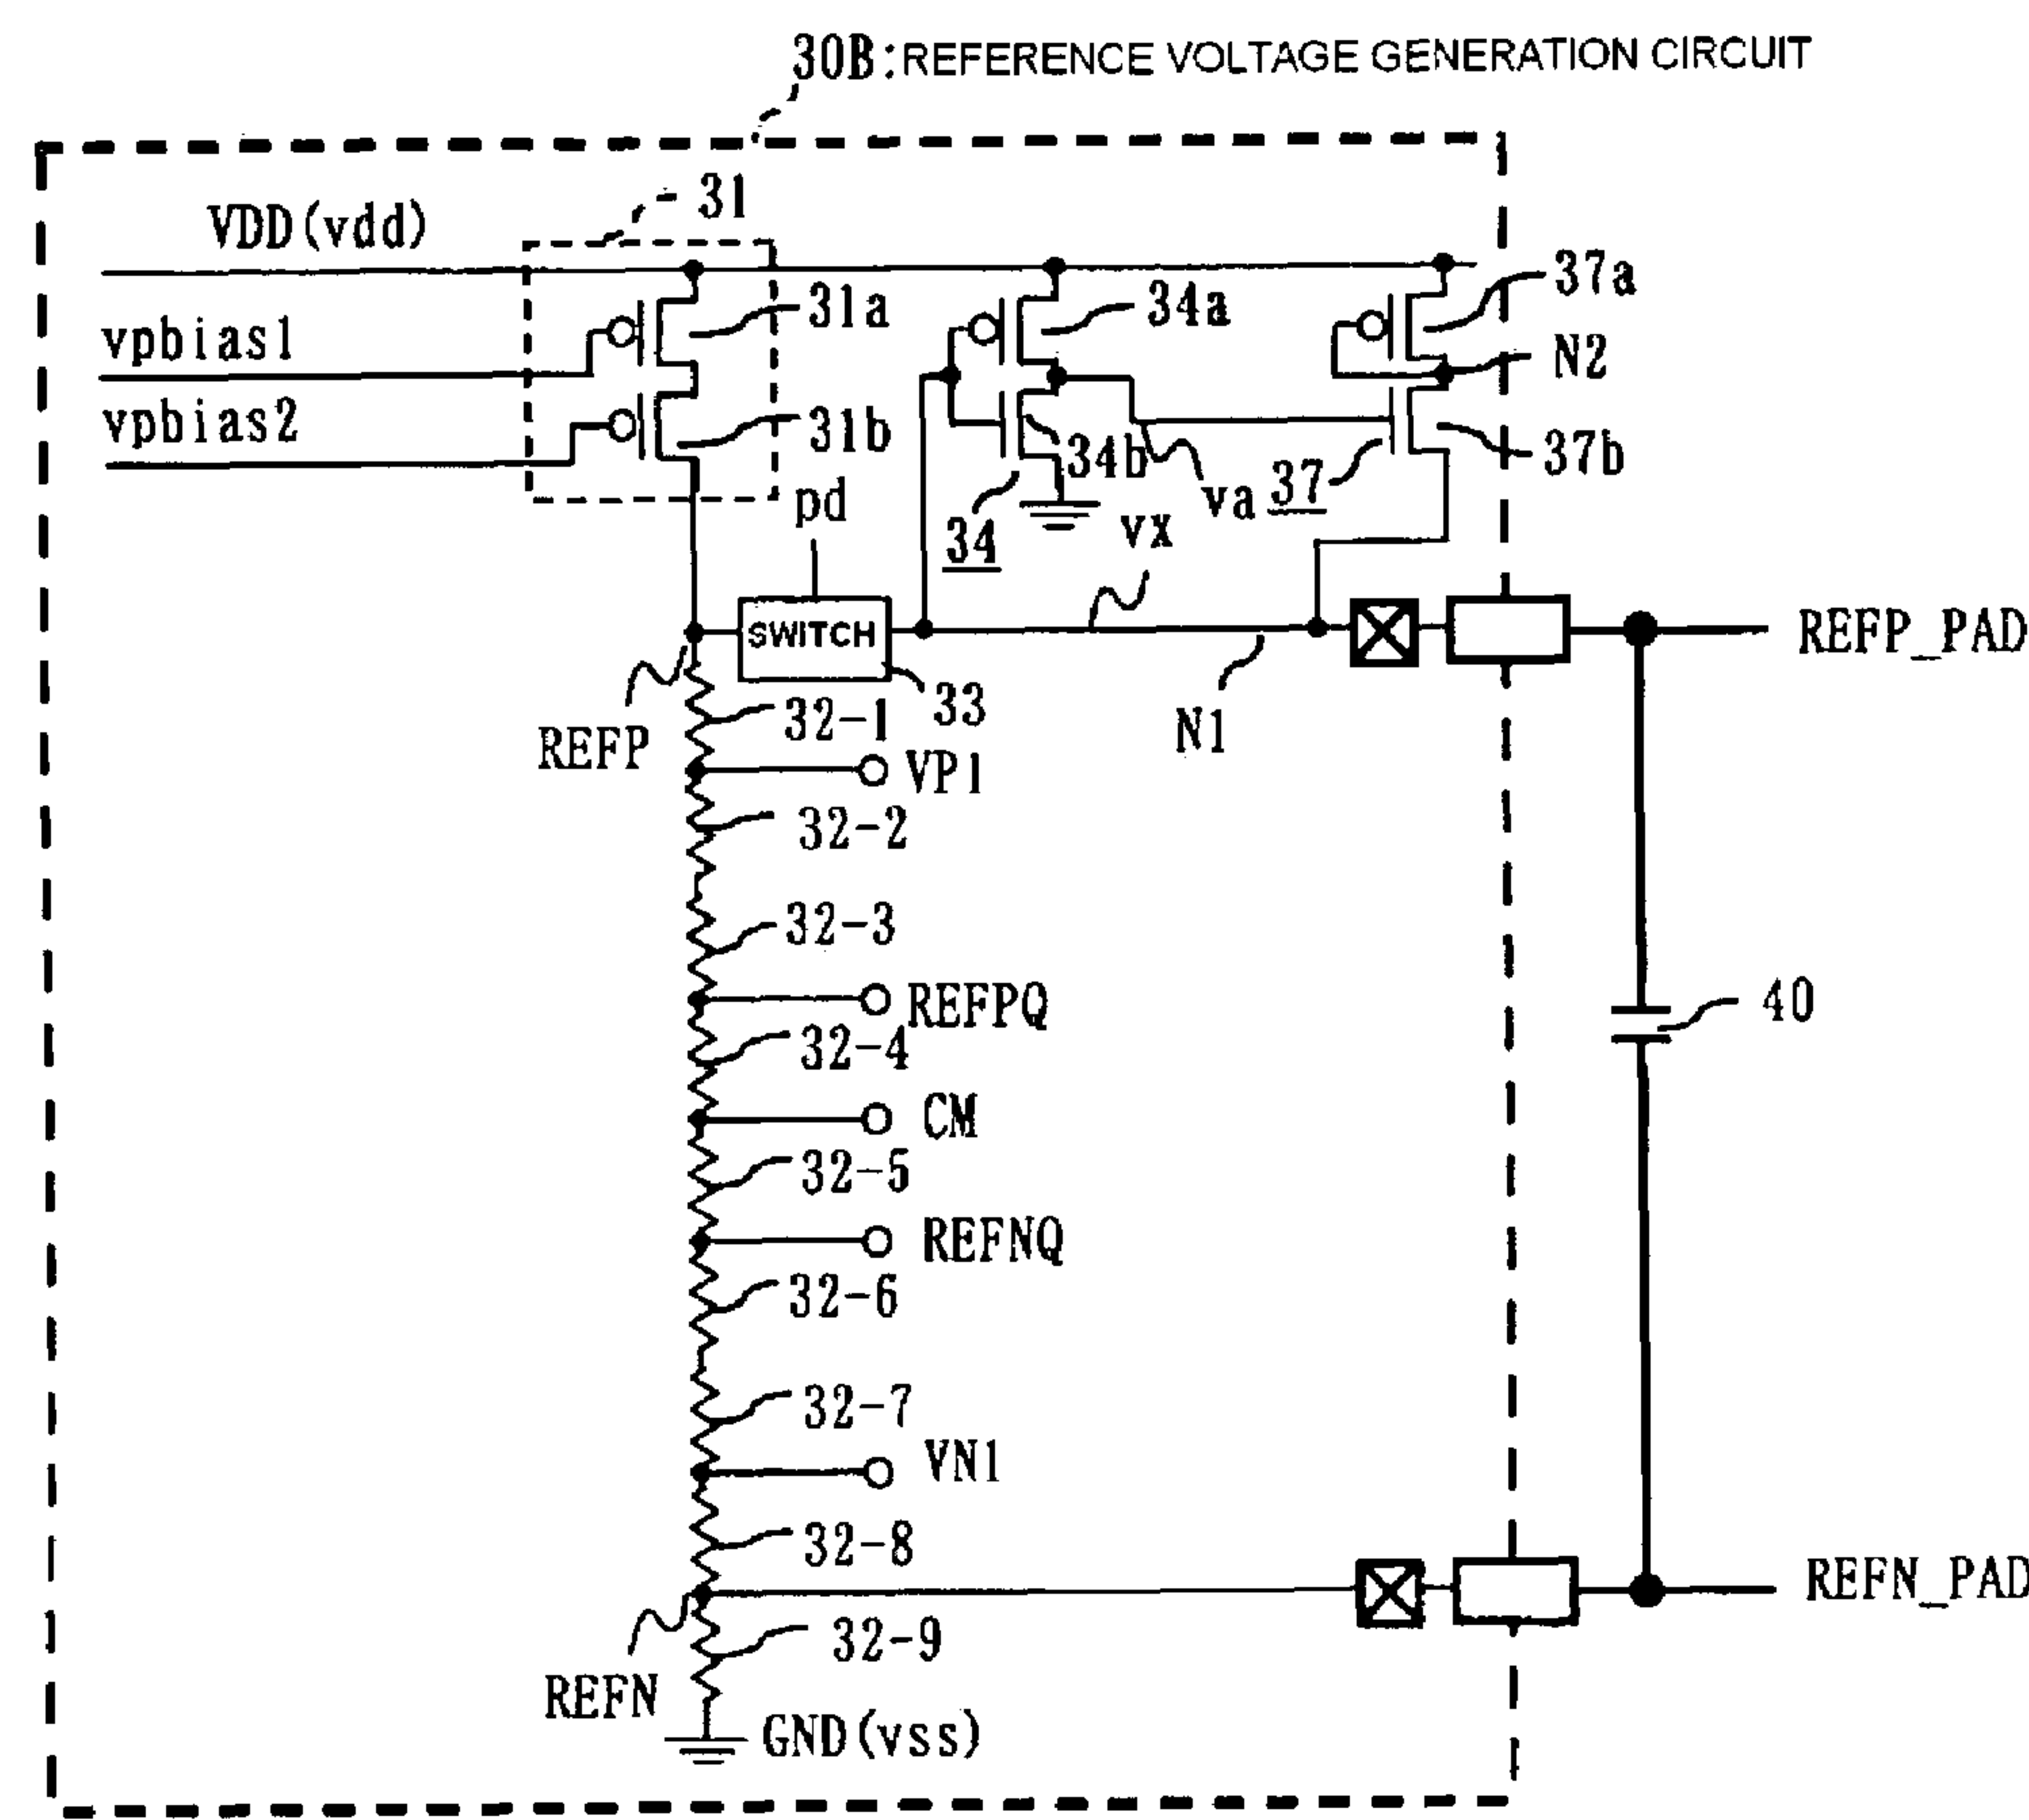 30B: REFERENCE VOLTAGE GENERATION CIRCUIT
31
VDD(vdd)
37a
31a
34a
vpbias1
N2
vpbias2
31b
34b
37b
pd
va
37
vx
34
SWITCH
REFP_PAD
33
32-1
N1
REFP
VP1
32-2
32-3
40
REFPQ
32-4
CM
32-5
REFNQ
32-6
32-7
VN1
32-8
REFN_PAD
32-9
REFN
GND(vss)